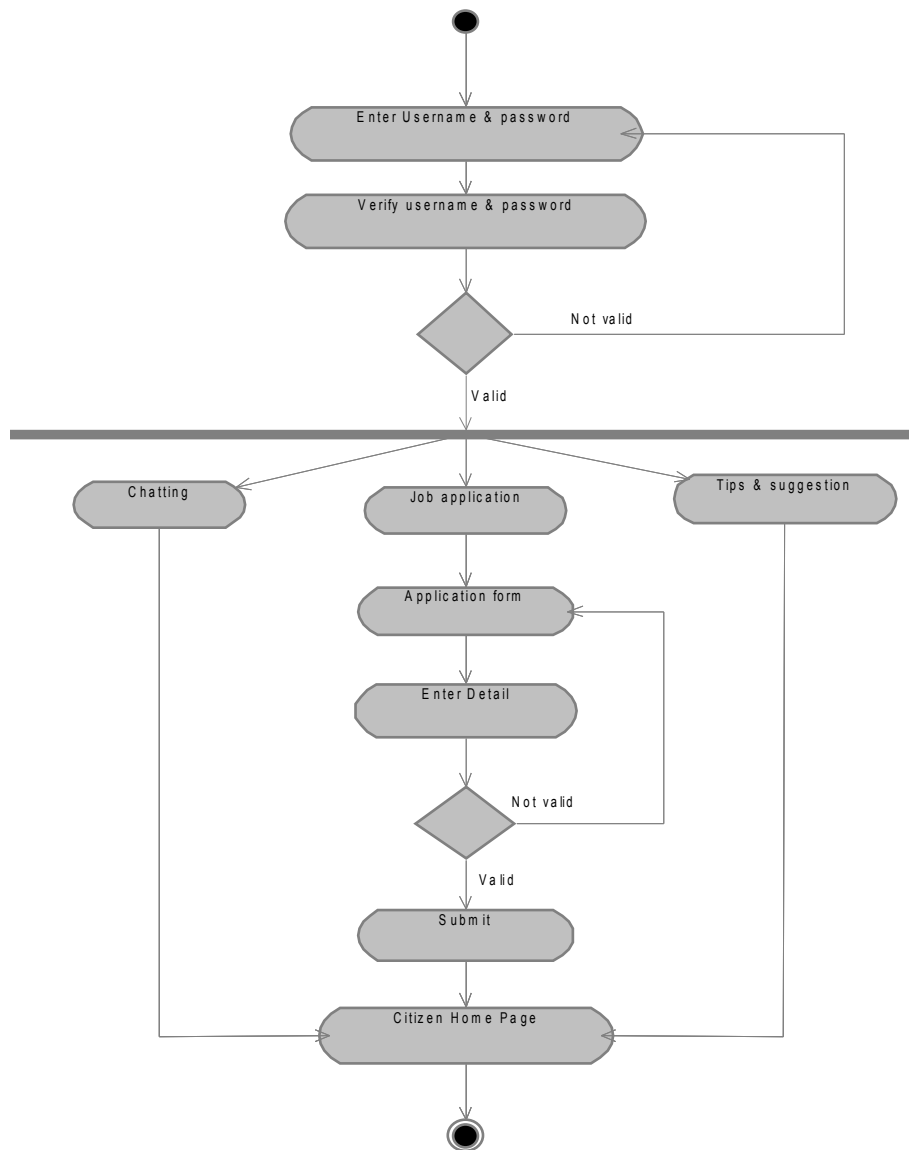 Enter Username & password
Verify username & password
Not valid
Valid
Chatting
Job application
Tips & suggestion
Application form
Enter Detail
Not valid
Valid
Submit
Citizen Home Page